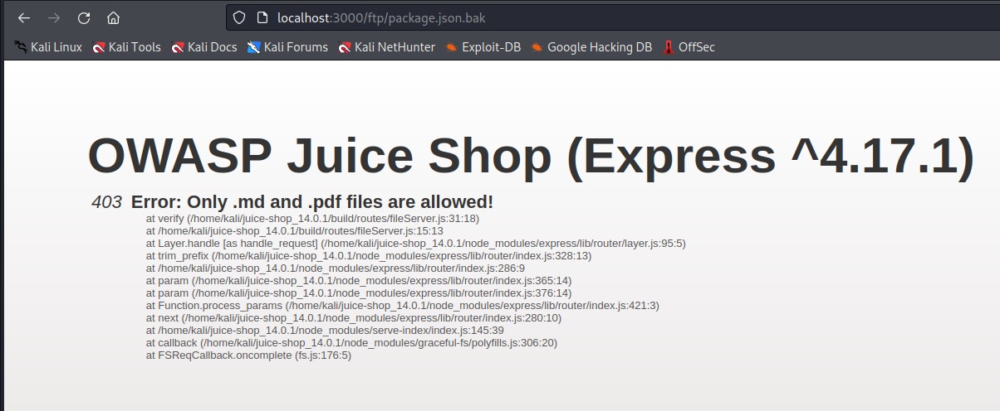 localhost:3000/ftp/package.json.bak
Kali Linux Kali Tools Kali Docs Kali Forums Kali NetHunter Exploit-DB Google Hacking DB OffSec
OWASP Juice Shop (Express ^4.17.1)
403 Error: Only .md and .pdf files are allowed!
at verify (/home/kali/juice-shop_14.0.1/build/routes/fileServer.js:31:18)
at /home/kali/juice-shop_14.0.1/build/routes/fileServer.js:15:13
at Layer.handle [as handle_request] (/home/kali/juice-shop_14.0.1/node_modules/express/lib/router/layer.js:95:5)
at trim_prefix (/home/kali/juice-shop_14.0.1/node_modules/express/lib/router/index.js:328:13)
at /home/kali/juice-shop_14.0.1/node_modules/express/lib/router/index.js:286:9
at param (/home/kali/juice-shop_14.0.1/node_modules/express/lib/router/index.js:365:14)
at param (/home/kali/juice-shop_14.0.1/node_modules/express/lib/router/index.js:376:14)
at Function.process_params (/home/kali/juice-shop_14.0.1/node_modules/express/lib/router/index.js:421:3)
at next (/home/kali/juice-shop_14.0.1/node_modules/express/lib/router/index.js:280:10)
at /home/kali/juice-shop_14.0.1/node_modules/serve-index/index.js:145:39
at callback (/home/kali/juice-shop_14.0.1/node_modules/graceful-fs/polyfills.js:306:20)
at FSReqCallback.oncomplete (fs.js:176:5)